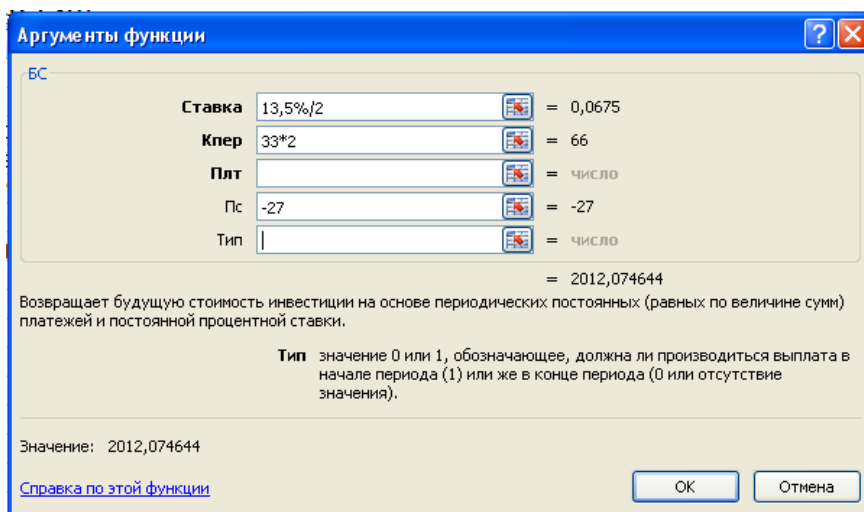 Аргументы функции
БС
Ставка 13,5%/2 = 0,0675
Кпер 33*2 = 66
Плт = число
Пс -27 = -27
Тип = число
= 2012,074644
Возвращает будущую стоимость инвестиции на основе периодических постоянных (равных по величине сумм)
платежей и постоянной процентной ставки.
Тип значение 0 или 1, обозначающее, должна ли производиться выплата в
начале периода (1) или же в конце периода (0 или отсутствие
значения).
Значение: 2012,074644
Справка по этой функции
ОК
Отмена